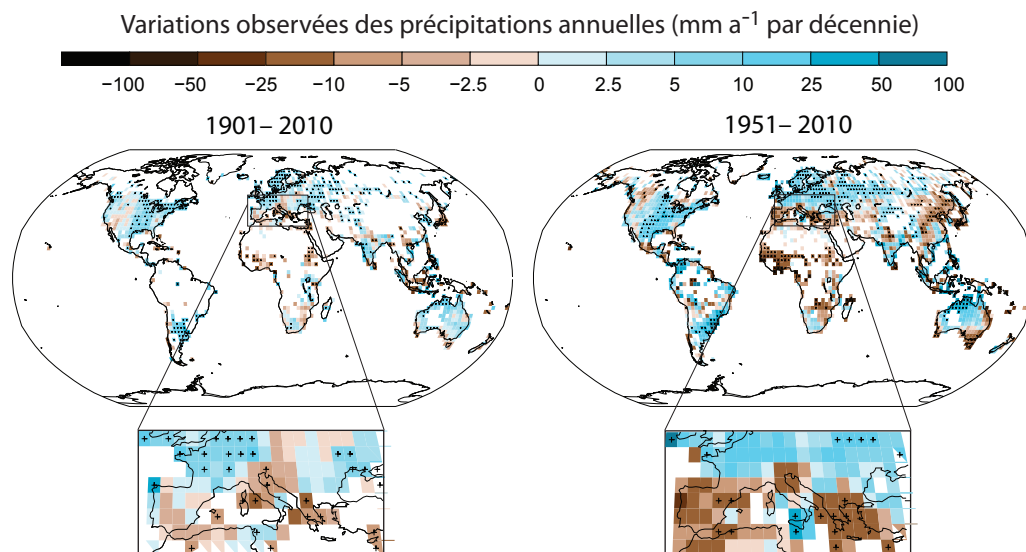 Variations observées des précipitations annuelles (mm a⁻¹ par décennie)
−100 −50 −25 −10 −5 −2.5 0 2.5 5 10 25 50 100
1901– 2010
1951– 2010